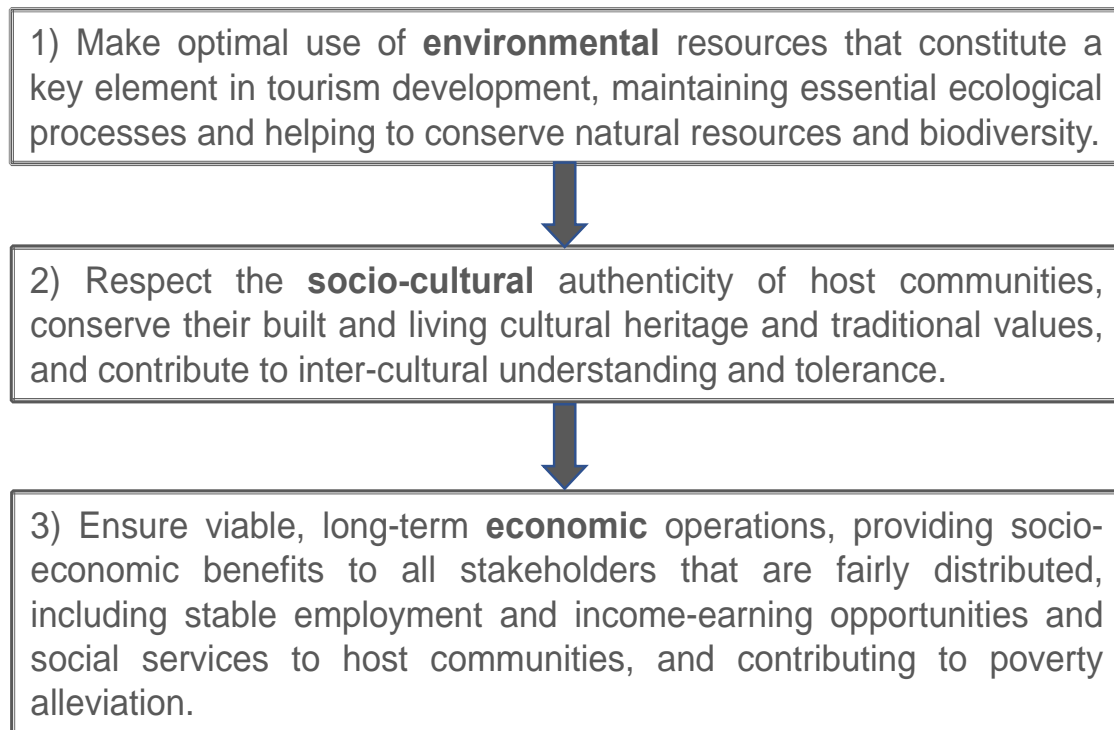 1) Make optimal use of environmental resources that constitute a
key element in tourism development, maintaining essential ecological
processes and helping to conserve natural resources and biodiversity.
2) Respect the socio-cultural authenticity of host communities,
conserve their built and living cultural heritage and traditional values,
and contribute to inter-cultural understanding and tolerance.
3) Ensure viable, long-term economic operations, providing socio-
economic benefits to all stakeholders that are fairly distributed,
including stable employment and income-earning opportunities and
social services to host communities, and contributing to poverty
alleviation.